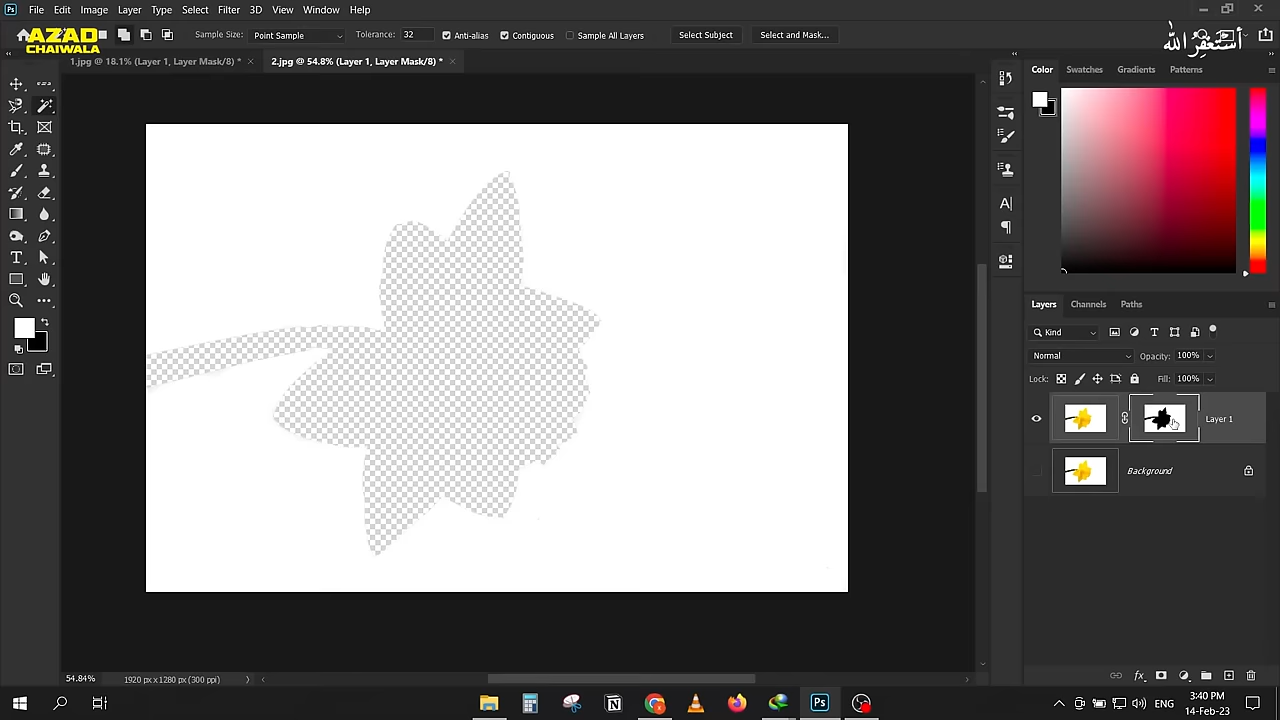 File Edit Image Layer Type Select Filter 3D View Window Help
AZAD
CHAIWALA
Sample Size: Point Sample Tolerance: 32 Anti-alias Contiguous Sample All Layers Select Subject Select and Mask...
أستغفر الله
1.jpg @ 18.1% (Layer 1, Layer Mask/8) * 2.jpg @ 54.8% (Layer 1, Layer Mask/8) *
Color Swatches Gradients Patterns
Layers Channels Paths
Kind
Normal Opacity: 100%
Lock: Fill: 100%
Layer 1
Background
54.84% 1920 px x 1280 px (300 ppi)
Ps
ENG
3:40 PM
14-Feb-23